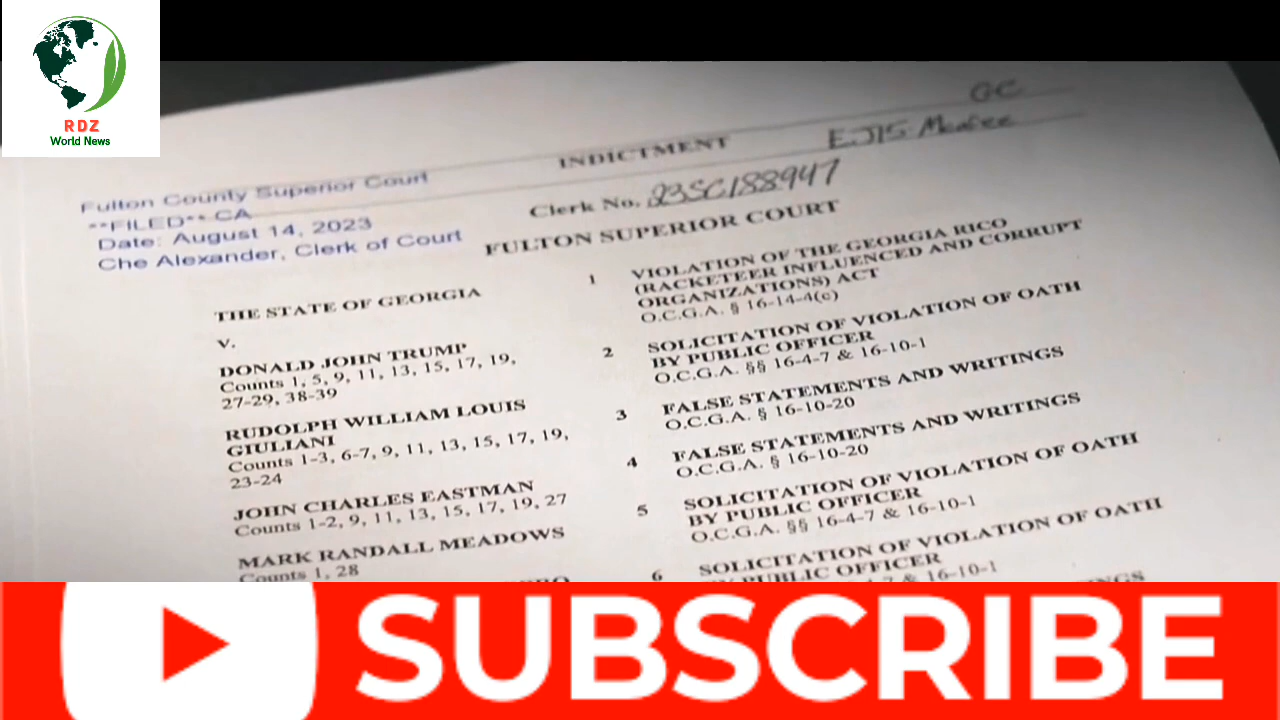 RDZ
World News
GC
INDICTMENT
Fulton County Superior Court
**FILED** CA
Date: August 14, 2023
Che Alexander, Clerk of Court
Clerk No. 23SC188947
FULTON SUPERIOR COURT
THE STATE OF GEORGIA
v.
DONALD JOHN TRUMP
Counts 1, 5, 9, 11, 13, 15, 17, 19,
27-29, 38-39
RUDOLPH WILLIAM LOUIS
GIULIANI
Counts 1-3, 6-7, 9, 11, 13, 15, 17, 19,
23-24
JOHN CHARLES EASTMAN
Counts 1-2, 9, 11, 13, 15, 17, 19, 27
MARK RANDALL MEADOWS
Counts 1, 28
1 VIOLATION OF THE GEORGIA RICO
(RACKETEER INFLUENCED AND CORRUPT
ORGANIZATIONS) ACT
O.C.G.A. § 16-14-4(c)
2 SOLICITATION OF VIOLATION OF OATH
BY PUBLIC OFFICER
O.C.G.A. §§ 16-4-7 & 16-10-1
3 FALSE STATEMENTS AND WRITINGS
O.C.G.A. § 16-10-20
4 FALSE STATEMENTS AND WRITINGS
O.C.G.A. § 16-10-20
5 SOLICITATION OF VIOLATION OF OATH
BY PUBLIC OFFICER
O.C.G.A. §§ 16-4-7 & 16-10-1
6 SOLICITATION OF VIOLATION OF OATH
BY PUBLIC OFFICER
& 16-10-1
SUBSCRIBE